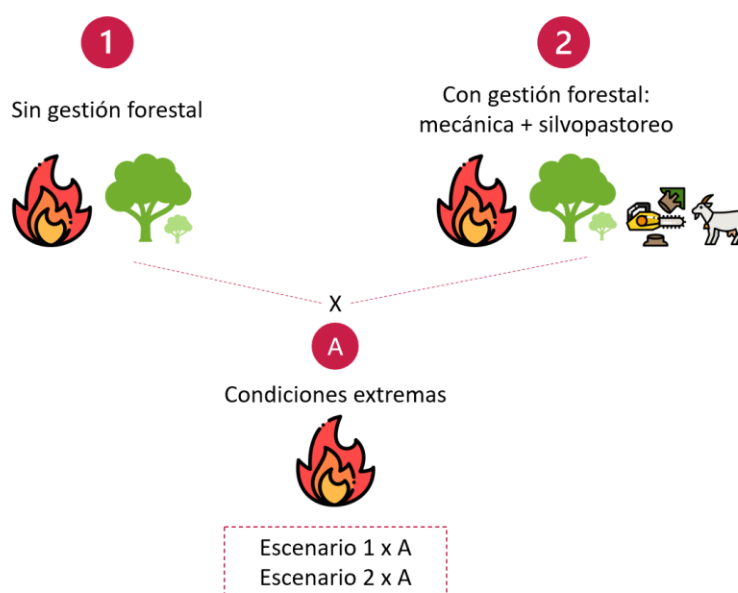 1
Sin gestión forestal
2
Con gestión forestal:
mecánica + silvopastoreo
X
A
Condiciones extremas
Escenario 1 x A
Escenario 2 x A